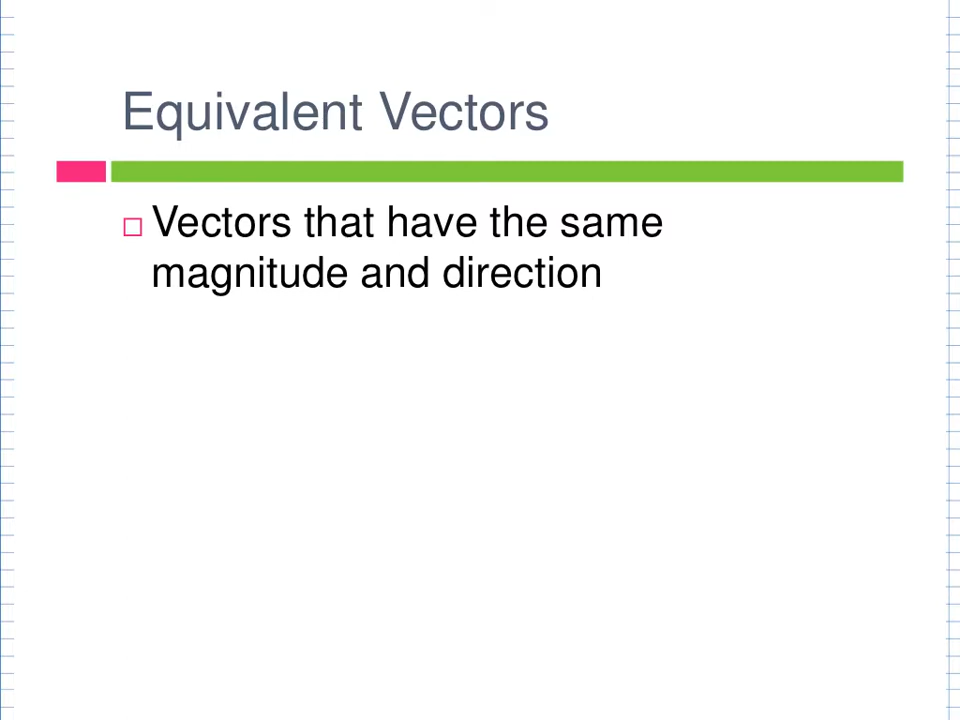 Equivalent Vectors
Vectors that have the same
magnitude and direction